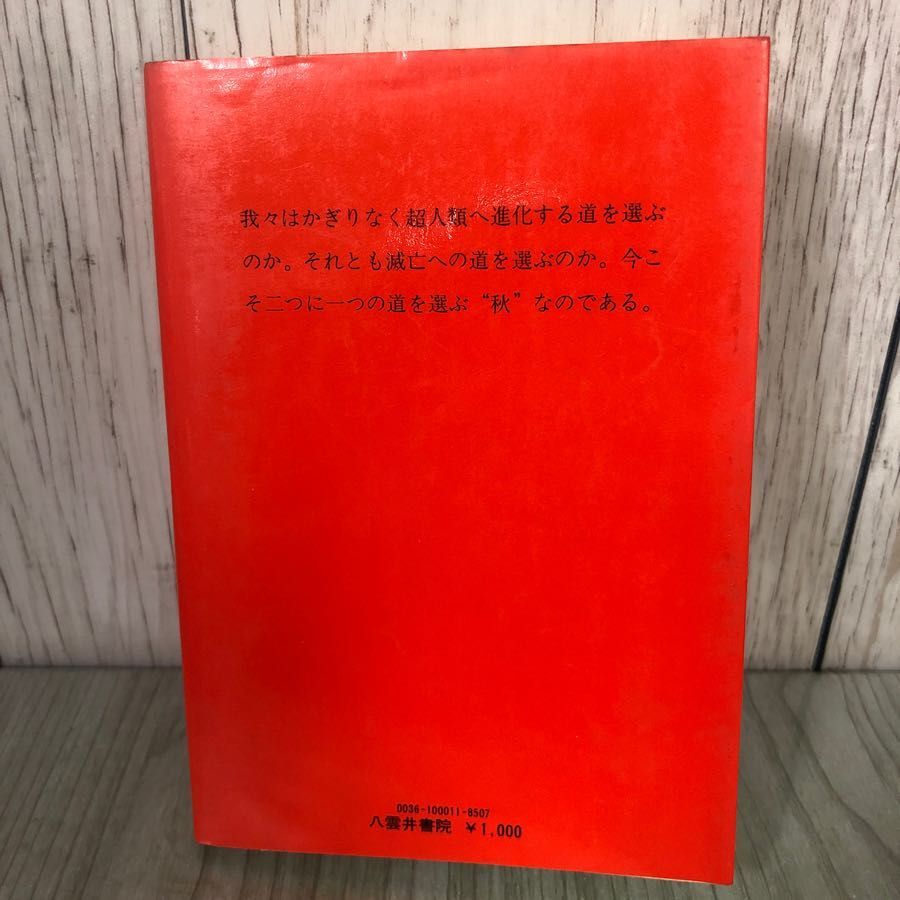 我々はかぎりなく超人類へ進化する道を選ぶ
のか。それとも滅亡への道を選ぶのか。今こ
そ二つに一つの道を選ぶ“秋”なのである。
0036-100011-8507
八雲井書院 ￥1,000